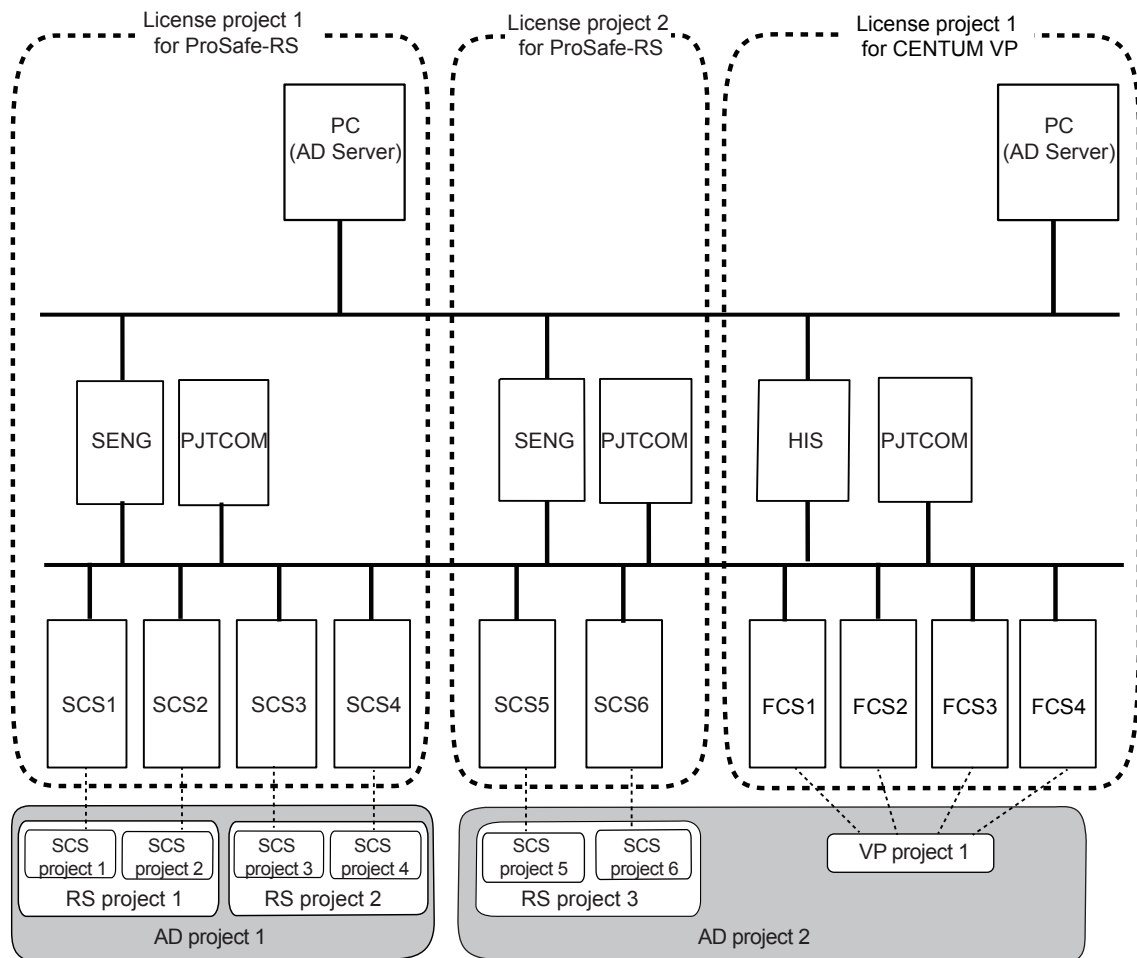 License project 1
for ProSafe-RS
License project 2
for ProSafe-RS
License project 1
for CENTUM VP
PC
(AD Server)
PC
(AD Server)
SENG
PJTCOM
SENG
PJTCOM
HIS
PJTCOM
SCS1
SCS2
SCS3
SCS4
SCS5
SCS6
FCS1
FCS2
FCS3
FCS4
SCS
project 1
SCS
project 2
RS project 1
SCS
project 3
SCS
project 4
RS project 2
AD project 1
SCS
project 5
SCS
project 6
RS project 3
VP project 1
AD project 2